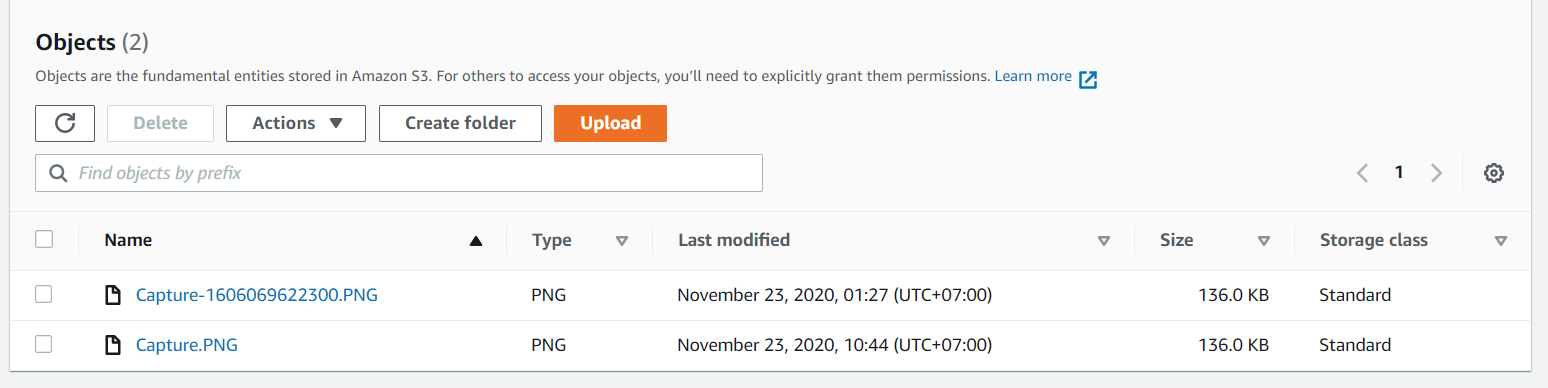 Objects (2)
Objects are the fundamental entities stored in Amazon S3. For others to access your objects, you'll need to explicitly grant them permissions. Learn more
Delete Actions Create folder Upload
Find objects by prefix 1
Name Type Last modified Size Storage class
Capture-1606069622300.PNG PNG November 23, 2020, 01:27 (UTC+07:00) 136.0 KB Standard
Capture.PNG PNG November 23, 2020, 10:44 (UTC+07:00) 136.0 KB Standard